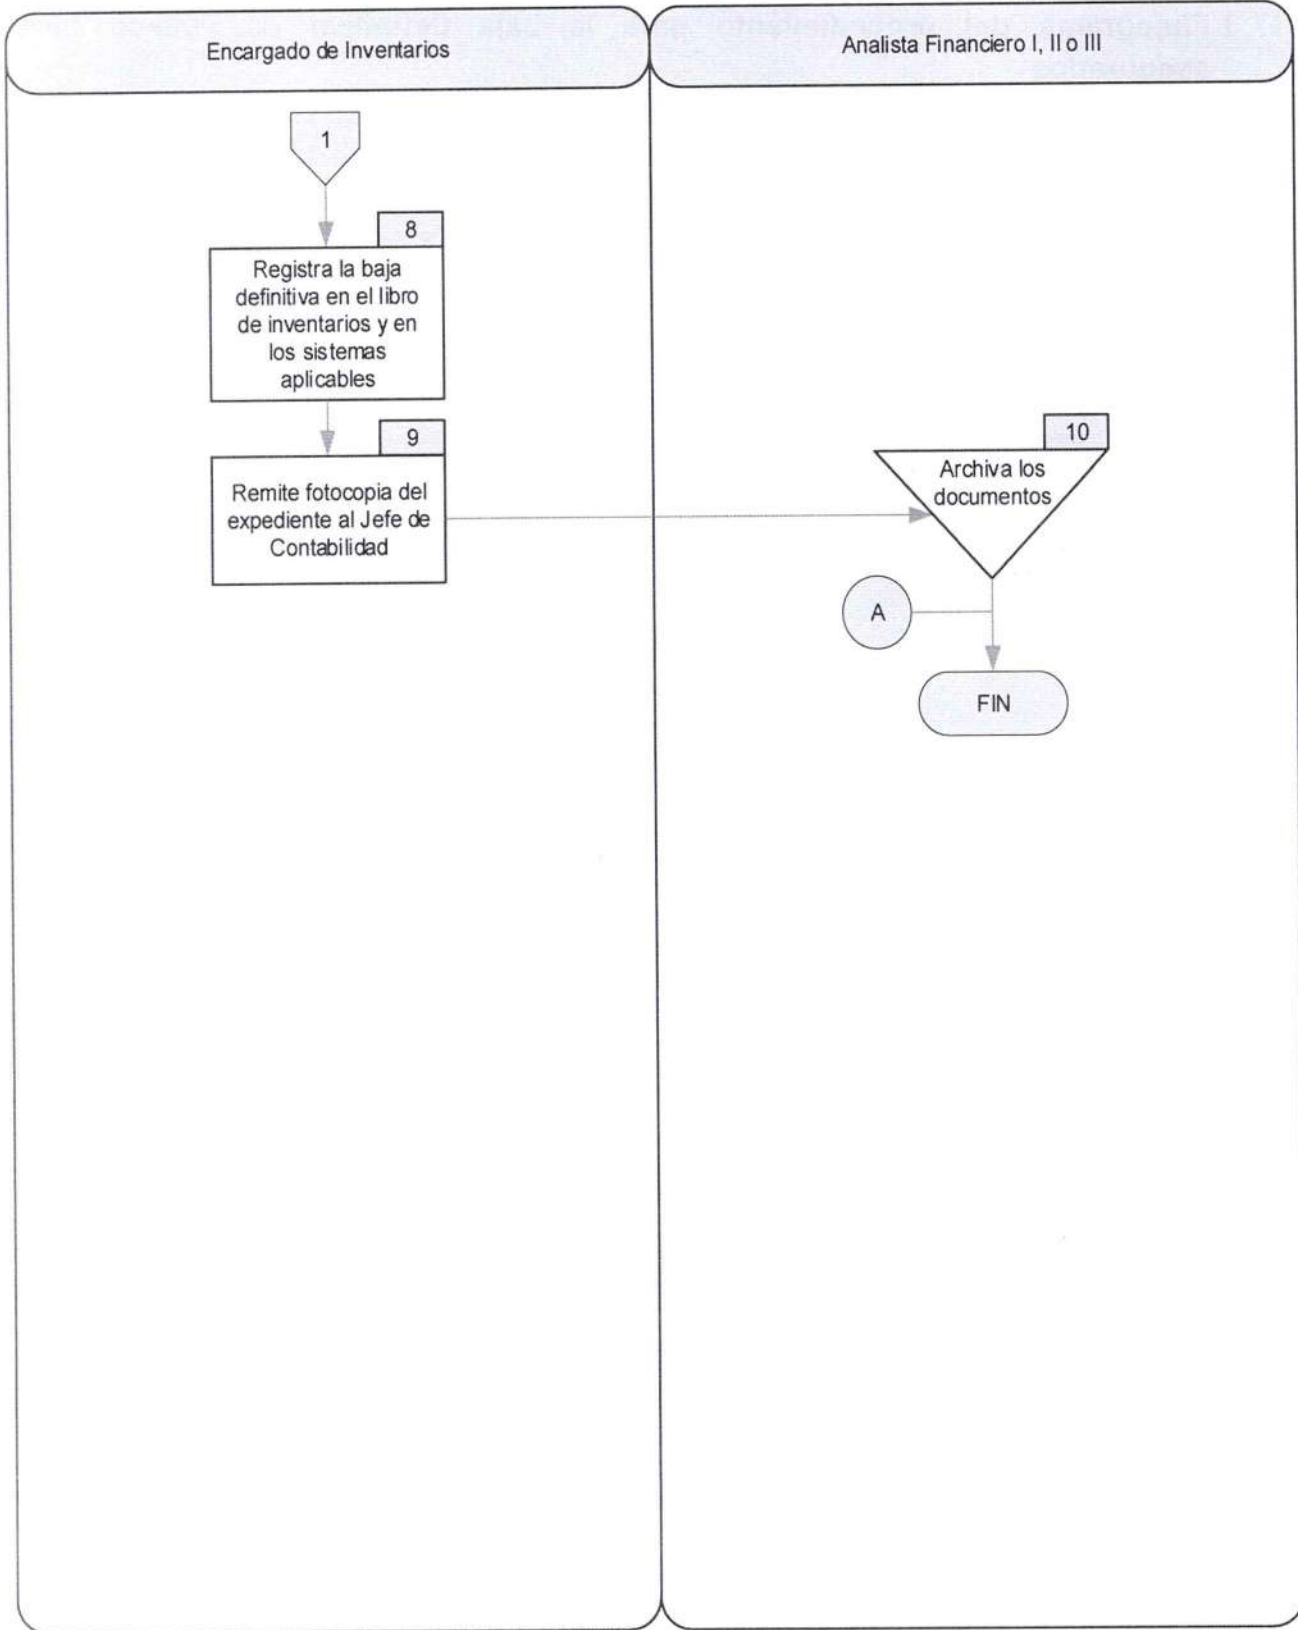 Encargado de Inventarios
Analista Financiero I, II o III
1
8
Registra la baja
definitiva en el libro
de inventarios y en
los sistemas
aplicables
9
Remite fotocopia del
expediente al Jefe de
Contabilidad
10
Archiva los
documentos
A
FIN